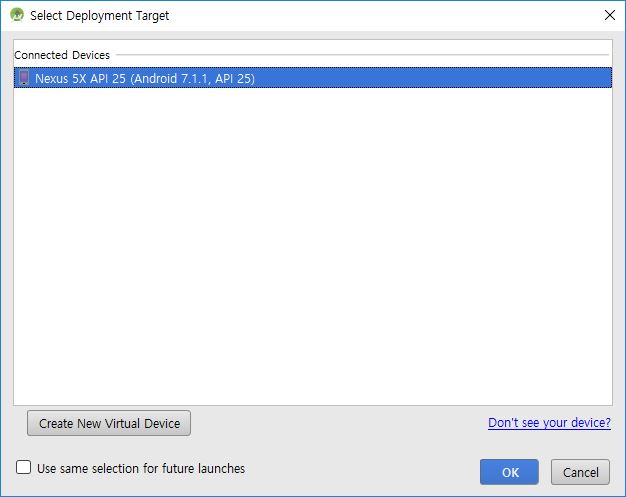 Select Deployment Target
Connected Devices
Nexus 5X API 25 (Android 7.1.1, API 25)
Create New Virtual Device
Don't see your device?
Use same selection for future launches
OK
Cancel